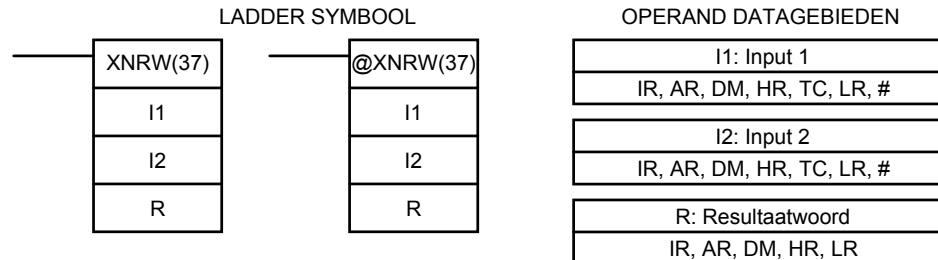 LADDER SYMBOOL
XNRW(37)
I1
I2
R
@XNRW(37)
I1
I2
R
OPERAND DATAGEBIEDEN
I1: Input 1
IR, AR, DM, HR, TC, LR, #
I2: Input 2
IR, AR, DM, HR, TC, LR, #
R: Resultaatwoord
IR, AR, DM, HR, LR